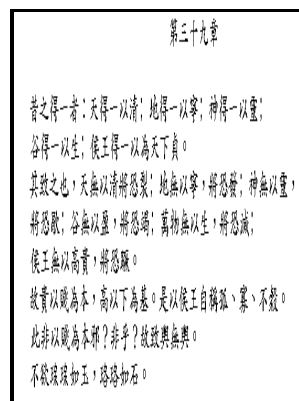 第三十九章
昔之得一者：天得一以清；地得一以寧；神得一以靈；
谷得一以生；侯王得一以為天下貞。
其致之也，天無以清將恐裂；地無以寧，將恐發；神無以靈，
將恐歇；谷無以盈，將恐竭；萬物無以生，將恐滅；
侯王無以高貴，將恐蹶。
故貴以賤為本，高以下為基。是以侯王自稱孤、寡、不穀。
此非以賤為本邪？非乎？故致輿無輿。
不欲琭琭如玉，珞珞如石。